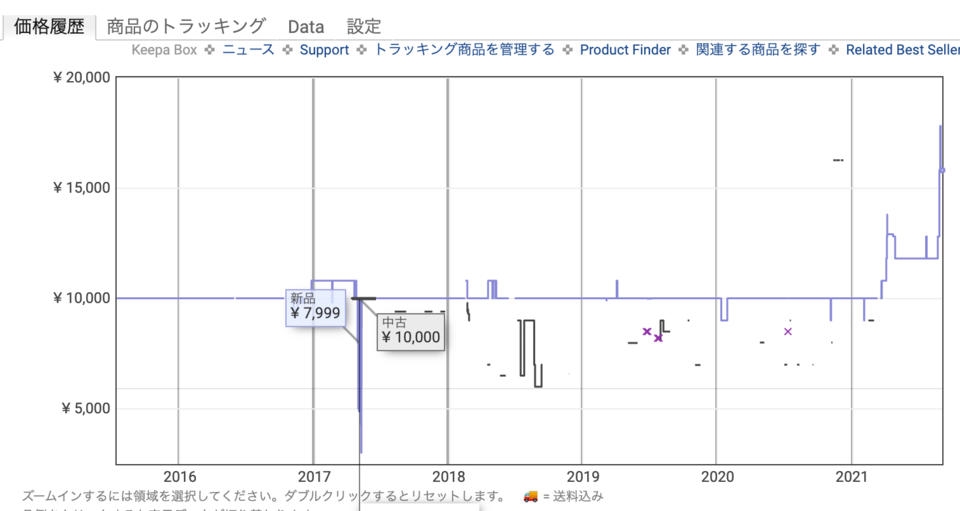 価格履歴 商品のトラッキング Data 設定
Keepa Box ❖ ニュース ❖ Support ❖ トラッキング商品を管理する ❖ Product Finder ❖ 関連する商品を探す ❖ Related Best Seller
¥ 20,000
¥ 15,000
¥ 10,000
¥ 5,000
新品
¥ 7,999
中古
¥ 10,000
2016 2017 2018 2019 2020 2021
ズームインするには領域を選択してください。ダブルクリックするとリセットします。 🚚 = 送料込み